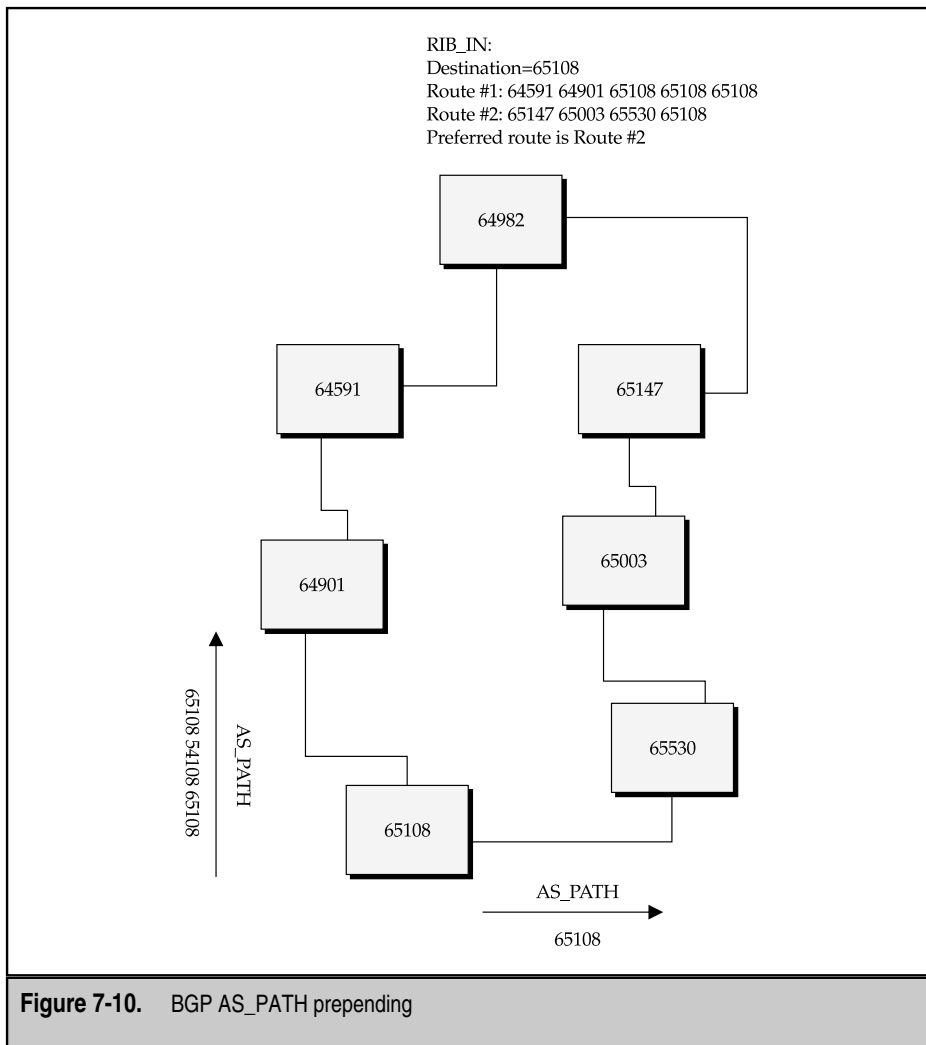 RIB_IN:
Destination=65108
Route #1: 64591 64901 65108 65108 65108
Route #2: 65147 65003 65530 65108
Preferred route is Route #2
64982
64591
65147
65003
64901
65108 54108 65108
AS_PATH
65530
65108
AS_PATH
65108
Figure 7-10. BGP AS_PATH prepending